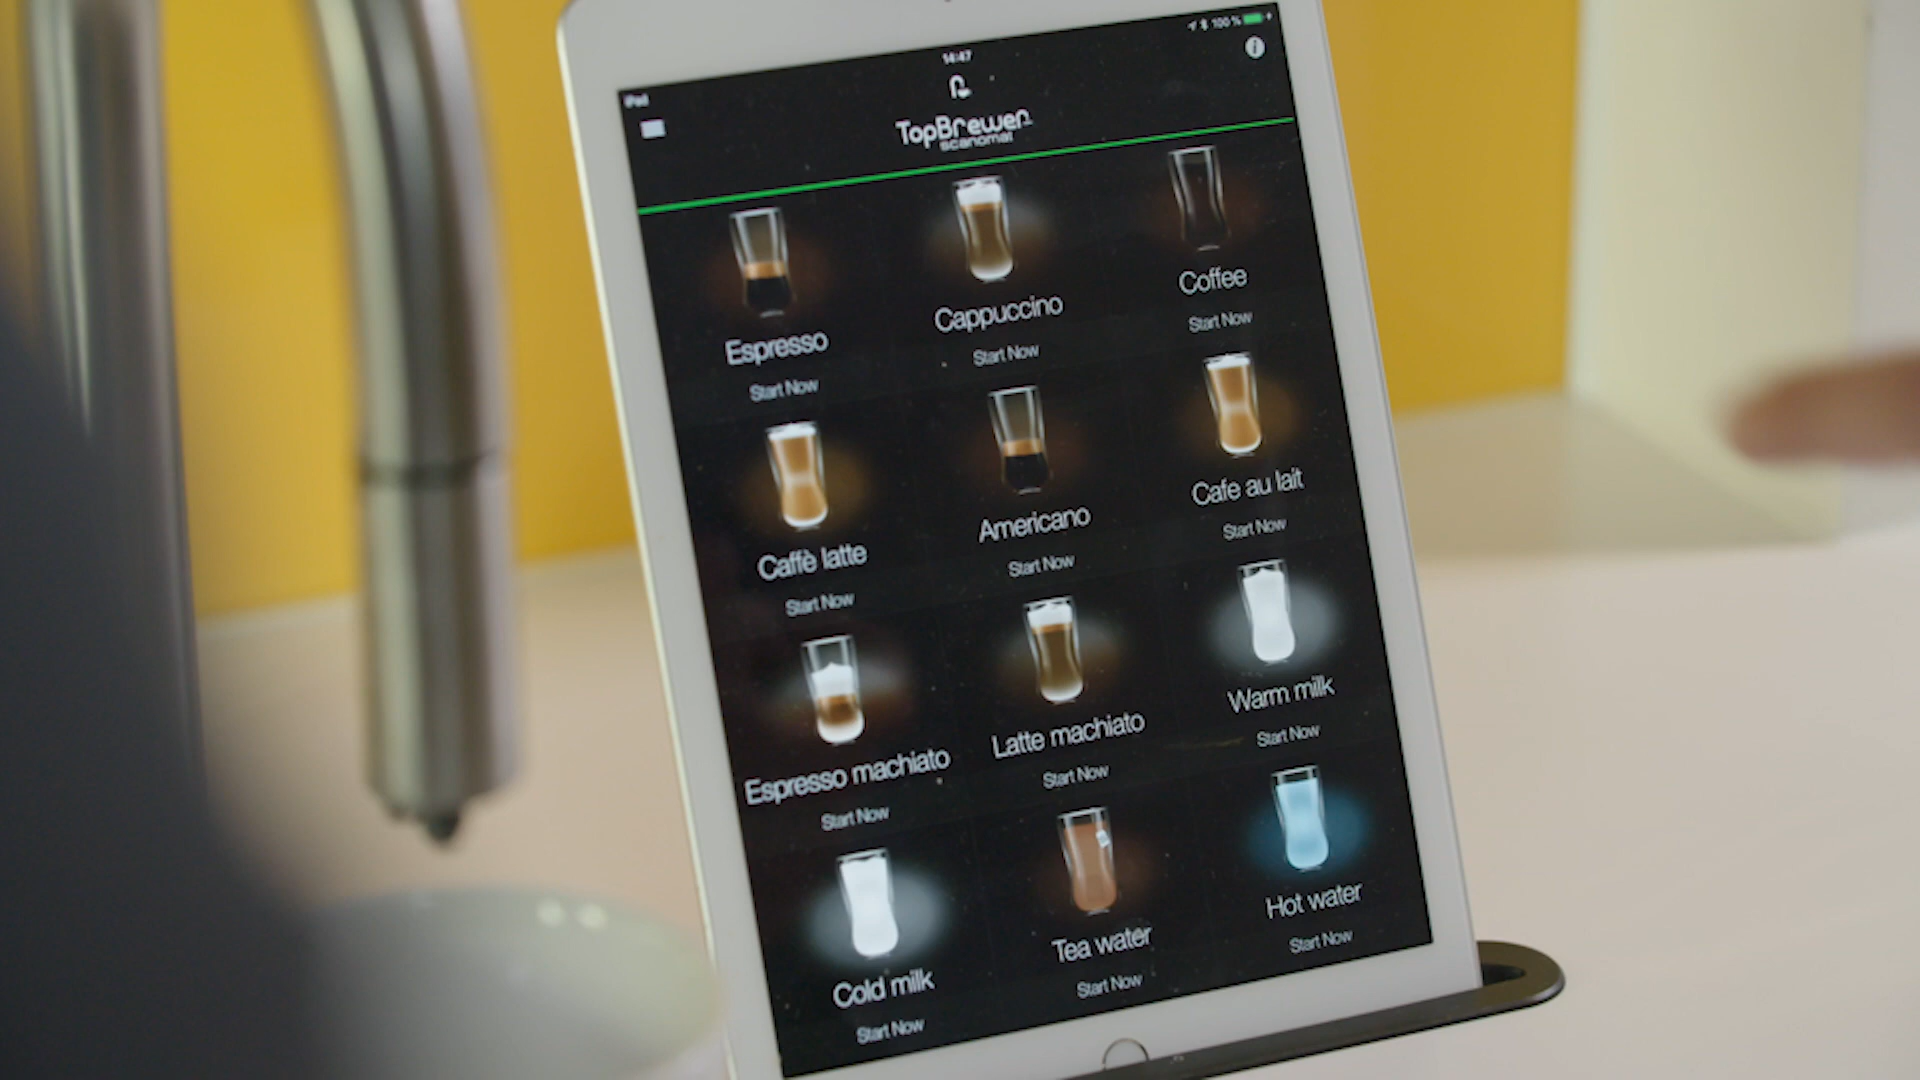 iPad
14:47
100 %
i
TopBrewer
scanomat
Espresso
Start Now
Cappuccino
Start Now
Coffee
Start Now
Caffè latte
Start Now
Americano
Start Now
Cafe au lait
Start Now
Espresso machiato
Start Now
Latte machiato
Start Now
Warm milk
Start Now
Cold milk
Start Now
Tea water
Start Now
Hot water
Start Now